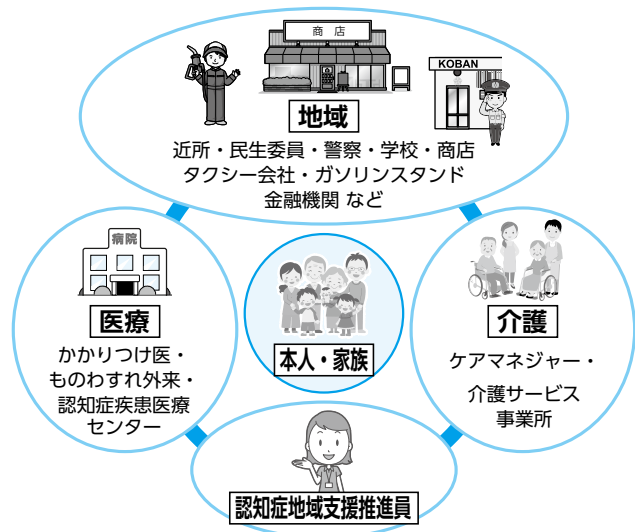 商店
KOBAN
地域
近所・民生委員・警察・学校・商店
タクシー会社・ガソリンスタンド
金融機関 など
病院
医療
かかりつけ医・
ものわすれ外来・
認知症疾患医療
センター
本人・家族
介護
ケアマネジャー・
介護サービス
事業所
認知症地域支援推進員